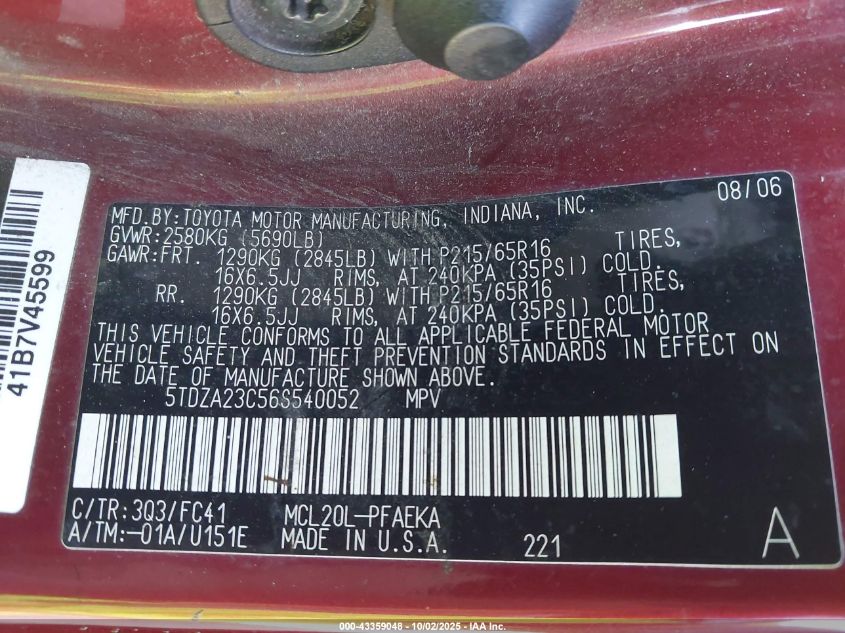 41B7V45599
08/06
MFD.BY:TOYOTA MOTOR MANUFACTURING, INDIANA, INC.
GVWR:2580KG (5690LB)
GAWR:FRT. 1290KG (2845LB) WITH P215/65R16 TIRES,
16X6.5JJ RIMS, AT 240KPA (35PSI) COLD.
RR. 1290KG (2845LB) WITH P215/65R16 TIRES,
16X6.5JJ RIMS, AT 240KPA (35PSI) COLD.
THIS VEHICLE CONFORMS TO ALL APPLICABLE FEDERAL MOTOR
VEHICLE SAFETY AND THEFT PREVENTION STANDARDS IN EFFECT ON
THE DATE OF MANUFACTURE SHOWN ABOVE.
5TDZA23C56S540052 MPV
C/TR:3Q3/FC41 MCL20L-PFAEKA
A/TM:-01A/U151E MADE IN U.S.A. 221 A
000-43359048 - 10/02/2025 - IAA Inc.